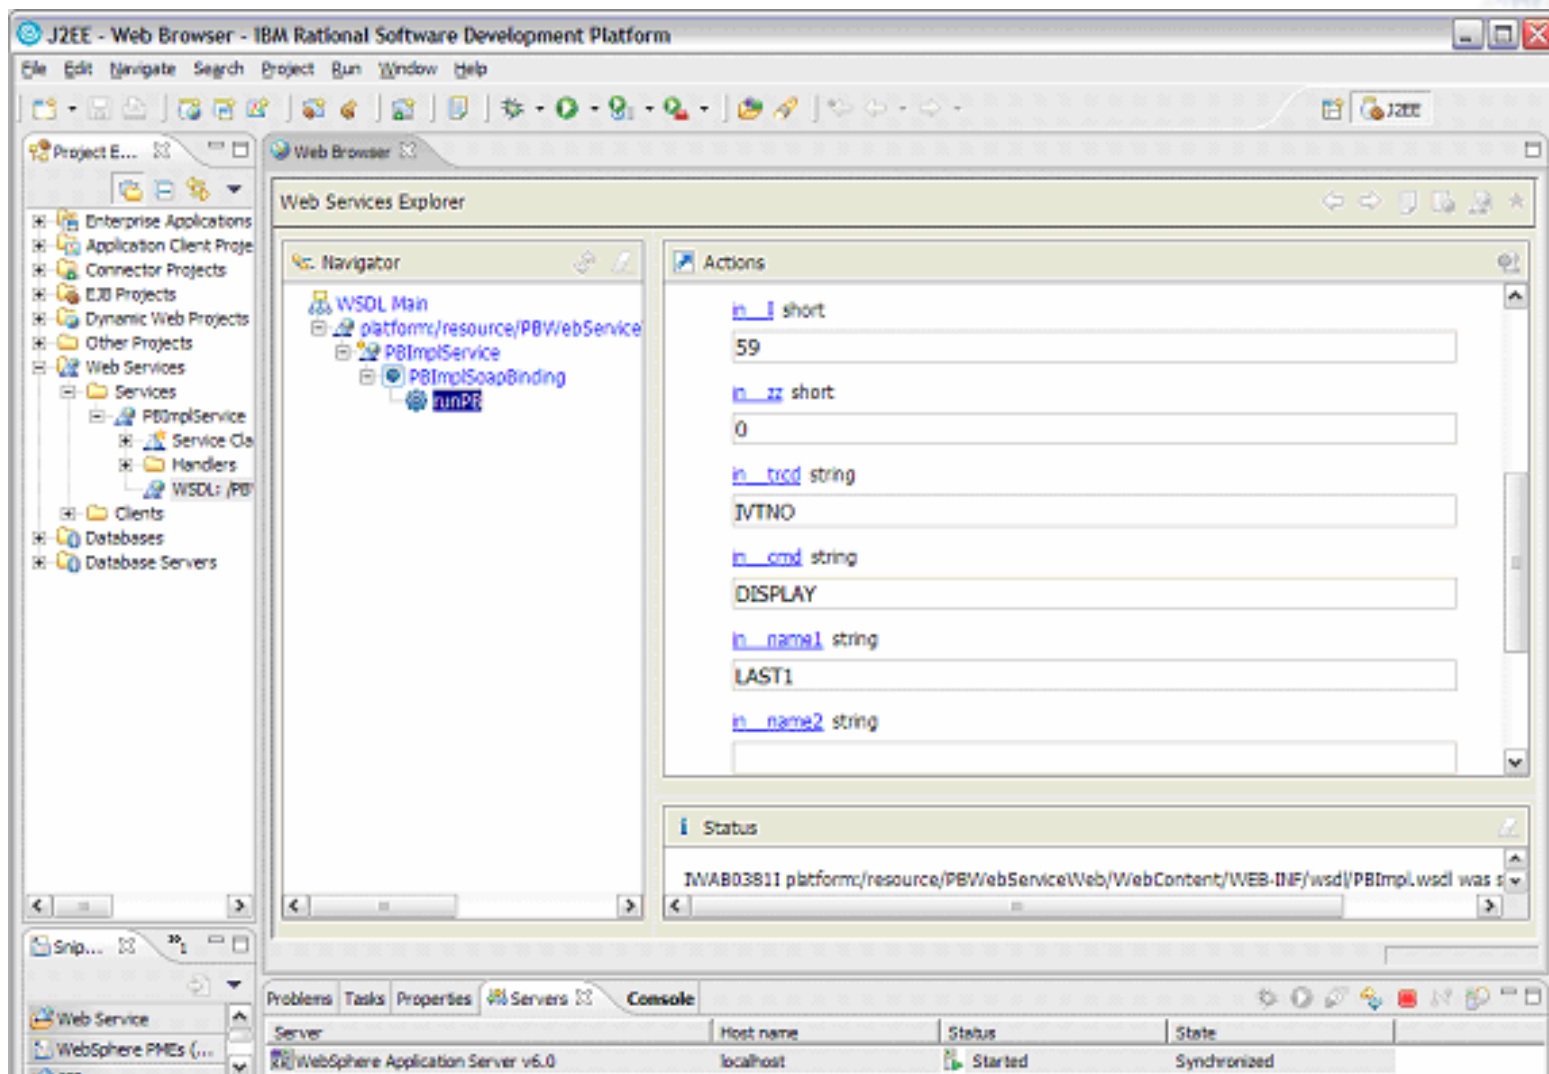 J2EE - Web Browser - IBM Rational Software Development Platform
File Edit Navigate Search Project Run Window Help
J2EE
Project E...
Web Browser
Enterprise Applications
Application Client Proje
Connector Projects
EJB Projects
Dynamic Web Projects
Other Projects
Web Services
Services
PBImplService
Service Cla
Handlers
WSDL: /PB
Clients
Databases
Database Servers
Web Services Explorer
Navigator
WSDL Main
platform:/resource/PBWebService
PBImplService
PBImplSoapBinding
runPB
Actions
in__ll short
59
in__zz short
0
in__trcd string
IVTNO
in__cmd string
DISPLAY
in__name1 string
LAST1
in__name2 string
Status
IWAB0381I platform:/resource/PBWebServiceWeb/WebContent/WEB-INF/wsdl/PBImpl.wsdl was s
Snip...
1
Web Service
WebSphere PMEs (...
Problems Tasks Properties Servers Console
Server Host name Status State
WebSphere Application Server v6.0 localhost Started Synchronized